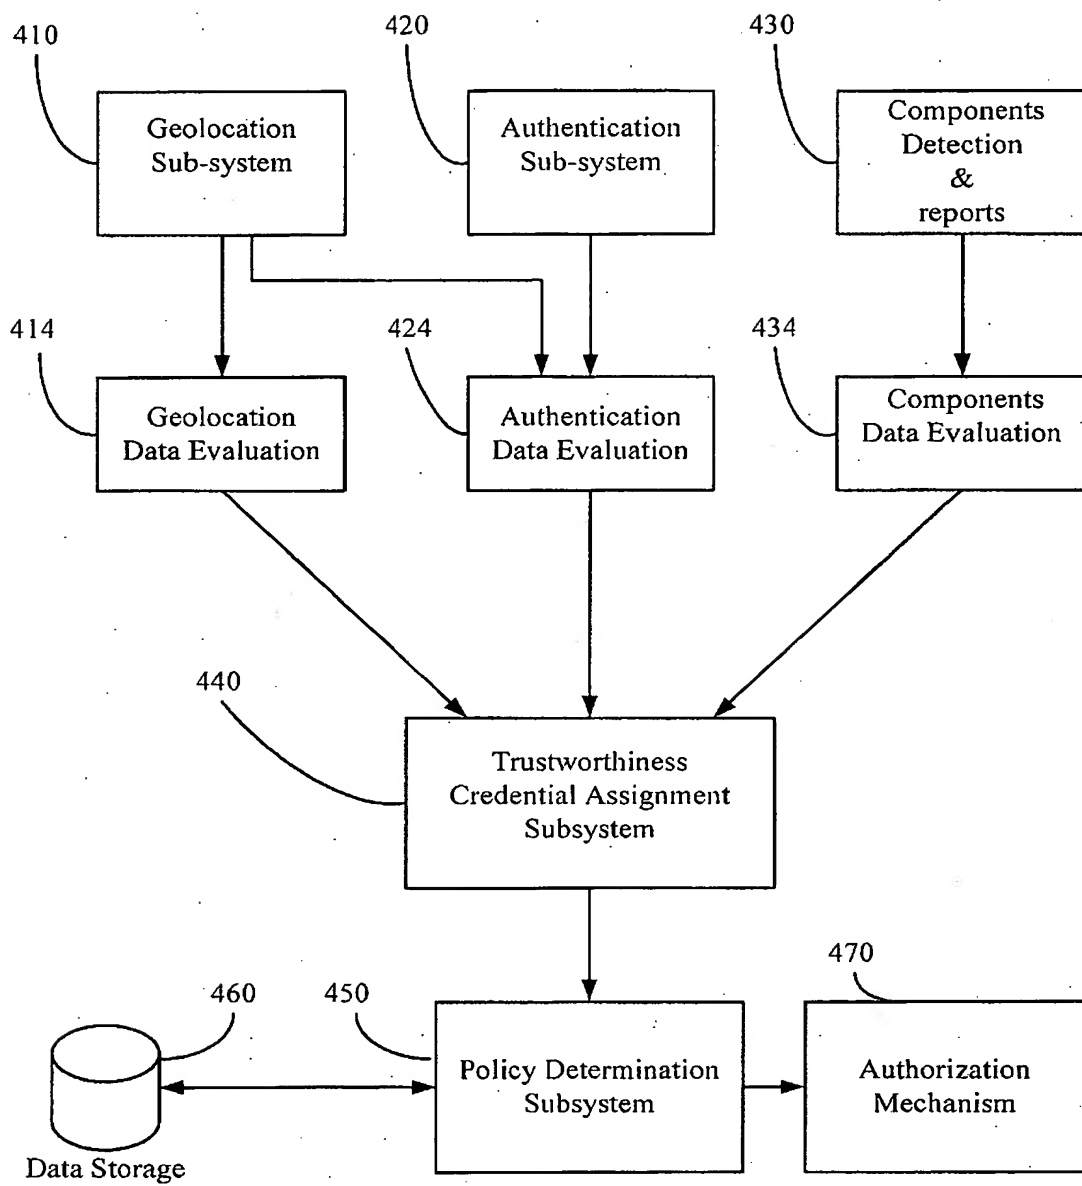 410
420
430
Geolocation
Sub-system
Authentication
Sub-system
Components
Detection
&
reports
414
424
434
Geolocation
Data Evaluation
Authentication
Data Evaluation
Components
Data Evaluation
440
Trustworthiness
Credential Assignment
Subsystem
460
450
470
Policy Determination
Subsystem
Authorization
Mechanism
Data Storage